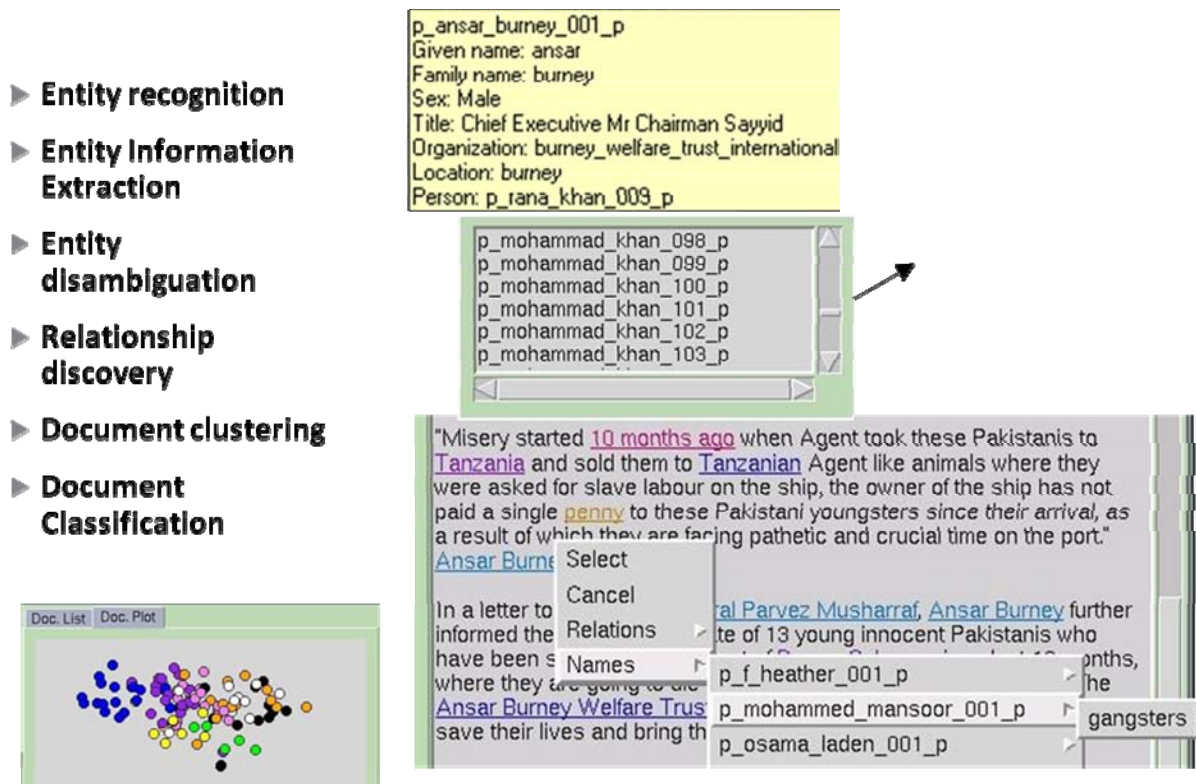 Entity recognition
Entity Information
Extraction
Entity
disambiguation
Relationship
discovery
Document clustering
Document
Classification
p_ansar_burney_001_p
Given name: ansar
Family name: burney
Sex: Male
Title: Chief Executive Mr Chairman Sayyid
Organization: burney_welfare_trust_international
Location: burney
Person: p_rana_khan_009_p
p_mohammad_khan_098_p
p_mohammad_khan_099_p
p_mohammad_khan_100_p
p_mohammad_khan_101_p
p_mohammad_khan_102_p
p_mohammad_khan_103_p
"Misery started 10 months ago when Agent took these Pakistanis to
Tanzania and sold them to Tanzanian Agent like animals where they
were asked for slave labour on the ship, the owner of the ship has not
paid a single penny to these Pakistani youngsters since their arrival, as
a result of which they are facing pathetic and crucial time on the port."
Ansar Burne
In a letter to ral Parvez Musharraf, Ansar Burney further
informed the te of 13 young innocent Pakistanis who
have been s onths,
where they are going to die he
Ansar Burney Welfare Trus
save their lives and bring th
Select
Cancel
Relations
Names
p_f_heather_001_p
p_mohammed_mansoor_001_p
p_osama_laden_001_p
gangsters
Doc. List Doc. Plot